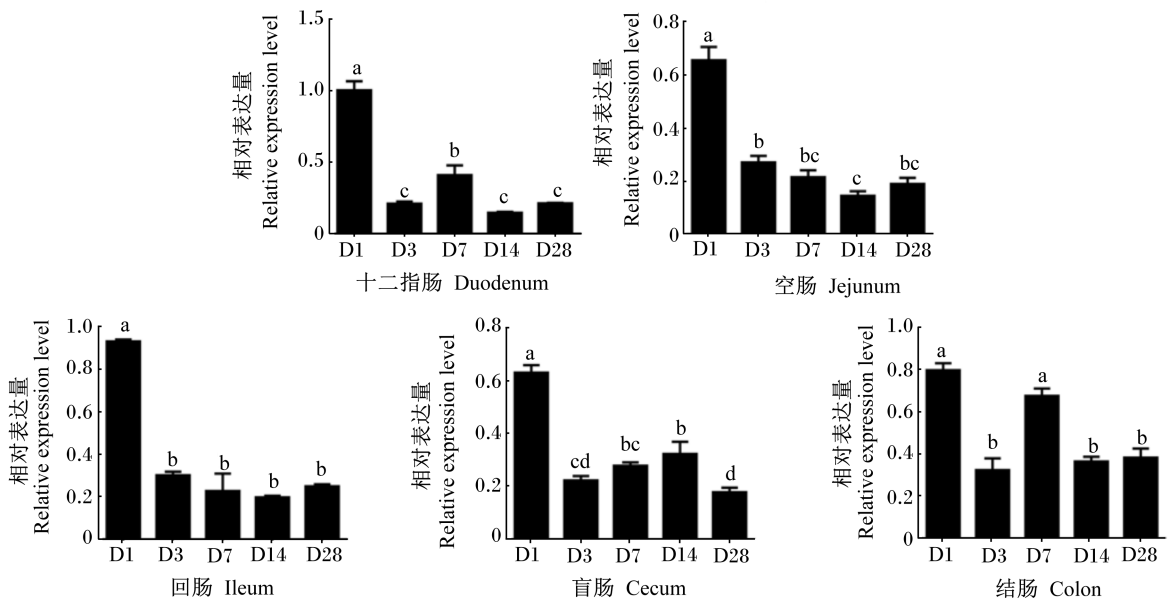 相对表达量
Relative expression level
1.5
1.0
0.5
0
a
c
b
c
c
D1 D3 D7 D14 D28
十二指肠 Duodenum
相对表达量
Relative expression level
0.8
0.6
0.4
0.2
0
a
b
bc
c
bc
D1 D3 D7 D14 D28
空肠 Jejunum
相对表达量
Relative expression level
1.0
0.8
0.6
0.4
0.2
0
a
b
b
b
b
D1 D3 D7 D14 D28
回肠 Ileum
相对表达量
Relative expression level
0.8
0.6
0.4
0.2
0
a
cd
bc
b
d
D1 D3 D7 D14 D28
盲肠 Cecum
相对表达量
Relative expression level
1.0
0.8
0.6
0.4
0.2
0
a
b
a
b
b
D1 D3 D7 D14 D28
结肠 Colon